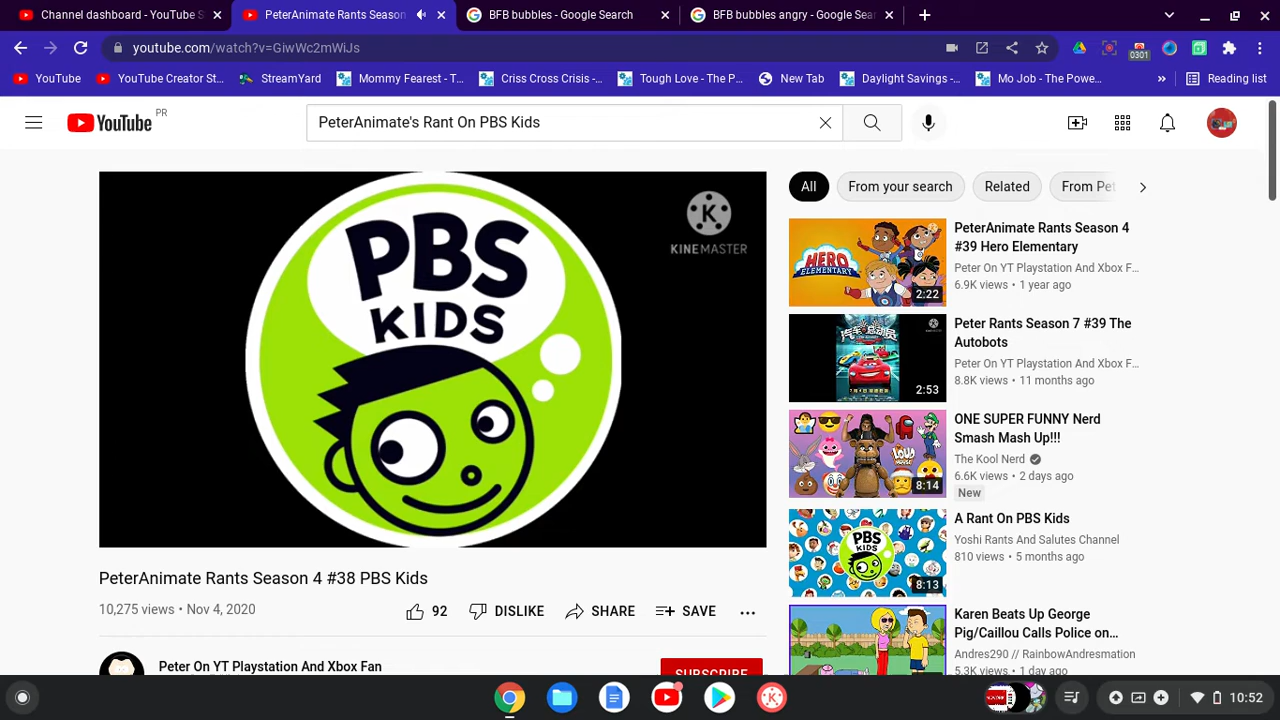 Channel dashboard - YouTube S
PeterAnimate Rants Season
BFB bubbles - Google Search
BFB bubbles angry - Google Sear
youtube.com/watch?v=GiwWc2mWiJs
0301
YouTube
YouTube Creator St...
StreamYard
Mommy Fearest - T...
Criss Cross Crisis -...
Tough Love - The P...
New Tab
Daylight Savings -...
Mo Job - The Powe...
»
Reading list
YouTube PR
PeterAnimate's Rant On PBS Kids
All
From your search
Related
From Pet
PBS
KIDS
K
KINEMASTER
HERO
ELEMENTARY
2:22
PeterAnimate Rants Season 4
#39 Hero Elementary
Peter On YT Playstation And Xbox F...
6.9K views • 1 year ago
2:53
Peter Rants Season 7 #39 The
Autobots
Peter On YT Playstation And Xbox F...
8.8K views • 11 months ago
LOUD
HOUSE
8:14
ONE SUPER FUNNY Nerd
Smash Mash Up!!!
The Kool Nerd
6.6K views • 2 days ago
New
PBS
KIDS
8:13
A Rant On PBS Kids
Yoshi Rants And Salutes Channel
810 views • 5 months ago
Karen Beats Up George
Pig/Caillou Calls Police on...
Andres290 // RainbowAndresmation
5.3K views • 1 day ago
PeterAnimate Rants Season 4 #38 PBS Kids
10,275 views • Nov 4, 2020
92
DISLIKE
SHARE
SAVE
Peter On YT Playstation And Xbox Fan
SUBSCRIBE
10:52